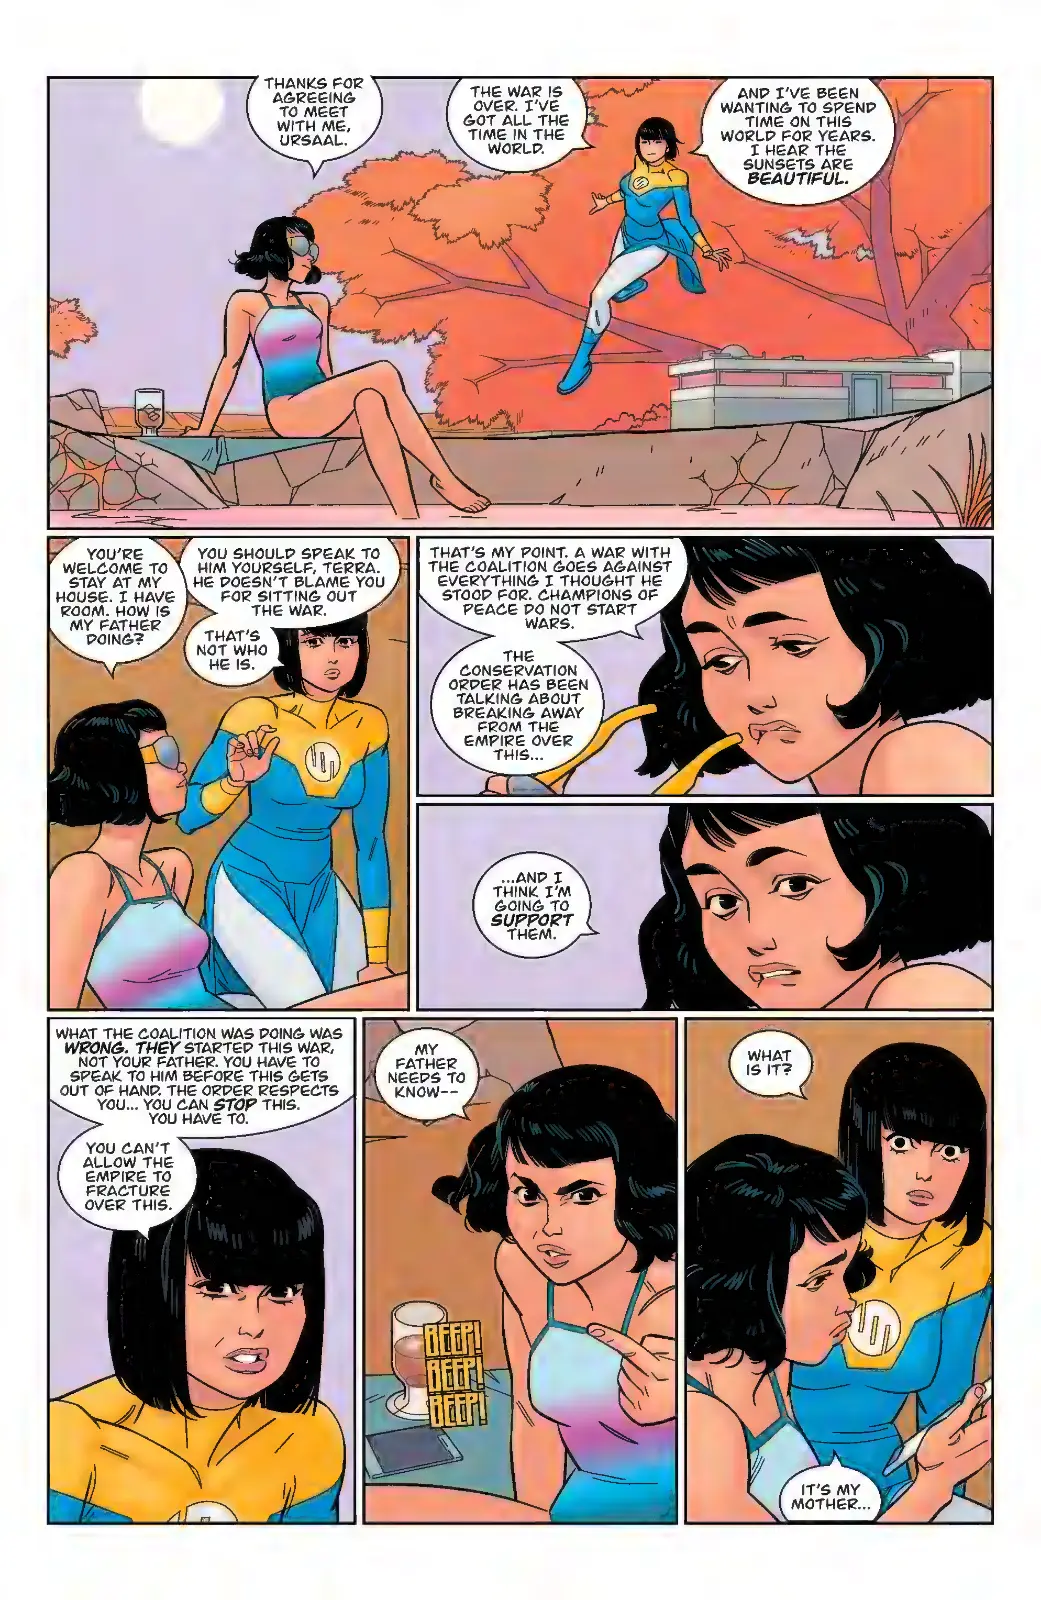 THANKS FOR
AGREEING
TO MEET
WITH ME,
URSAAL.
THE WAR IS
OVER. I'VE
GOT ALL THE
TIME IN THE
WORLD.
AND I'VE BEEN
WANTING TO SPEND
TIME ON THIS
WORLD FOR YEARS.
I HEAR THE
SUNSETS ARE
BEAUTIFUL.
YOU'RE
WELCOME TO
STAY AT MY
HOUSE. I HAVE
ROOM. HOW IS
MY FATHER
DOING?
YOU SHOULD SPEAK TO
HIM YOURSELF, TERRA.
HE DOESN'T BLAME YOU
FOR SITTING OUT
THE WAR.
THAT'S
NOT WHO
HE IS.
THAT'S MY POINT. A WAR WITH
THE COALITION GOES AGAINST
EVERYTHING I THOUGHT HE
STOOD FOR. CHAMPIONS OF
PEACE DO NOT START
WARS.
THE
CONSERVATION
ORDER HAS BEEN
TALKING ABOUT
BREAKING AWAY
FROM THE
EMPIRE OVER
THIS...
...AND I
THINK I'M
GOING TO
SUPPORT
THEM.
WHAT THE COALITION WAS DOING WAS
WRONG. THEY STARTED THIS WAR,
NOT YOUR FATHER. YOU HAVE TO
SPEAK TO HIM BEFORE THIS GETS
OUT OF HAND. THE ORDER RESPECTS
YOU... YOU CAN STOP THIS.
YOU HAVE TO.
YOU CAN'T
ALLOW THE
EMPIRE TO
FRACTURE
OVER THIS.
MY
FATHER
NEEDS TO
KNOW--
BEEP!
BEEP!
BEEP!
WHAT
IS IT?
IT'S MY
MOTHER...